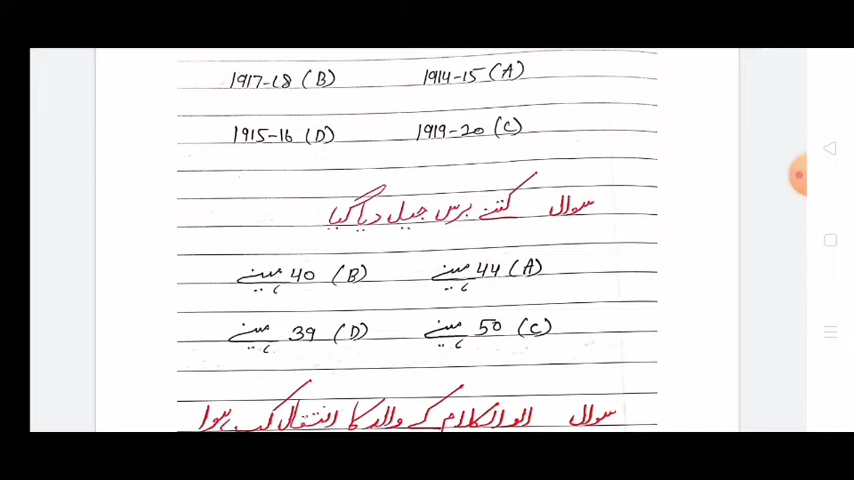 1914-15 (A) 1917-18 (B)
1919-20 (C) 1915-16 (D)
سوال کتنے برس جیل دیا گیا
(A) 44 مہینے (B) 40 مہینے
(C) 50 مہینے (D) 39 مہینے
سوال ابوالکلام کے والد کا انتقال کب ہوا